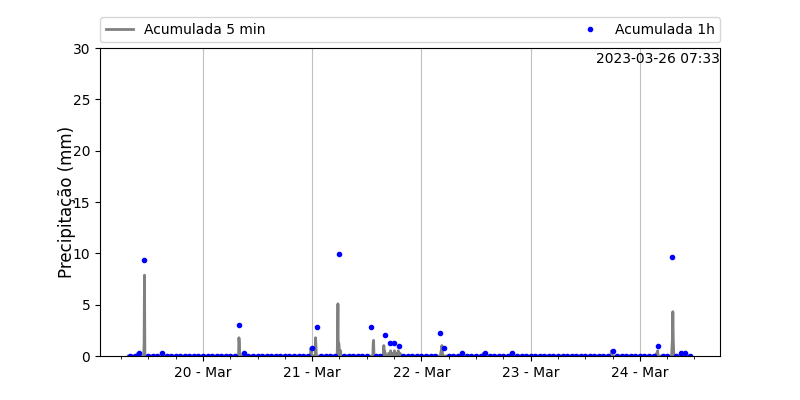 Acumulada 5 min
Acumulada 1h
2023-03-26 07:33
Precipitação (mm)
30
25
20
15
10
5
0
20 - Mar
21 - Mar
22 - Mar
23 - Mar
24 - Mar